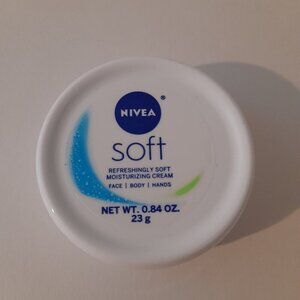 NIVEA®
soft
REFRESHINGLY SOFT
MOISTURIZING CREAM
FACE | BODY | HANDS
NET WT. 0.84 OZ.
23 g